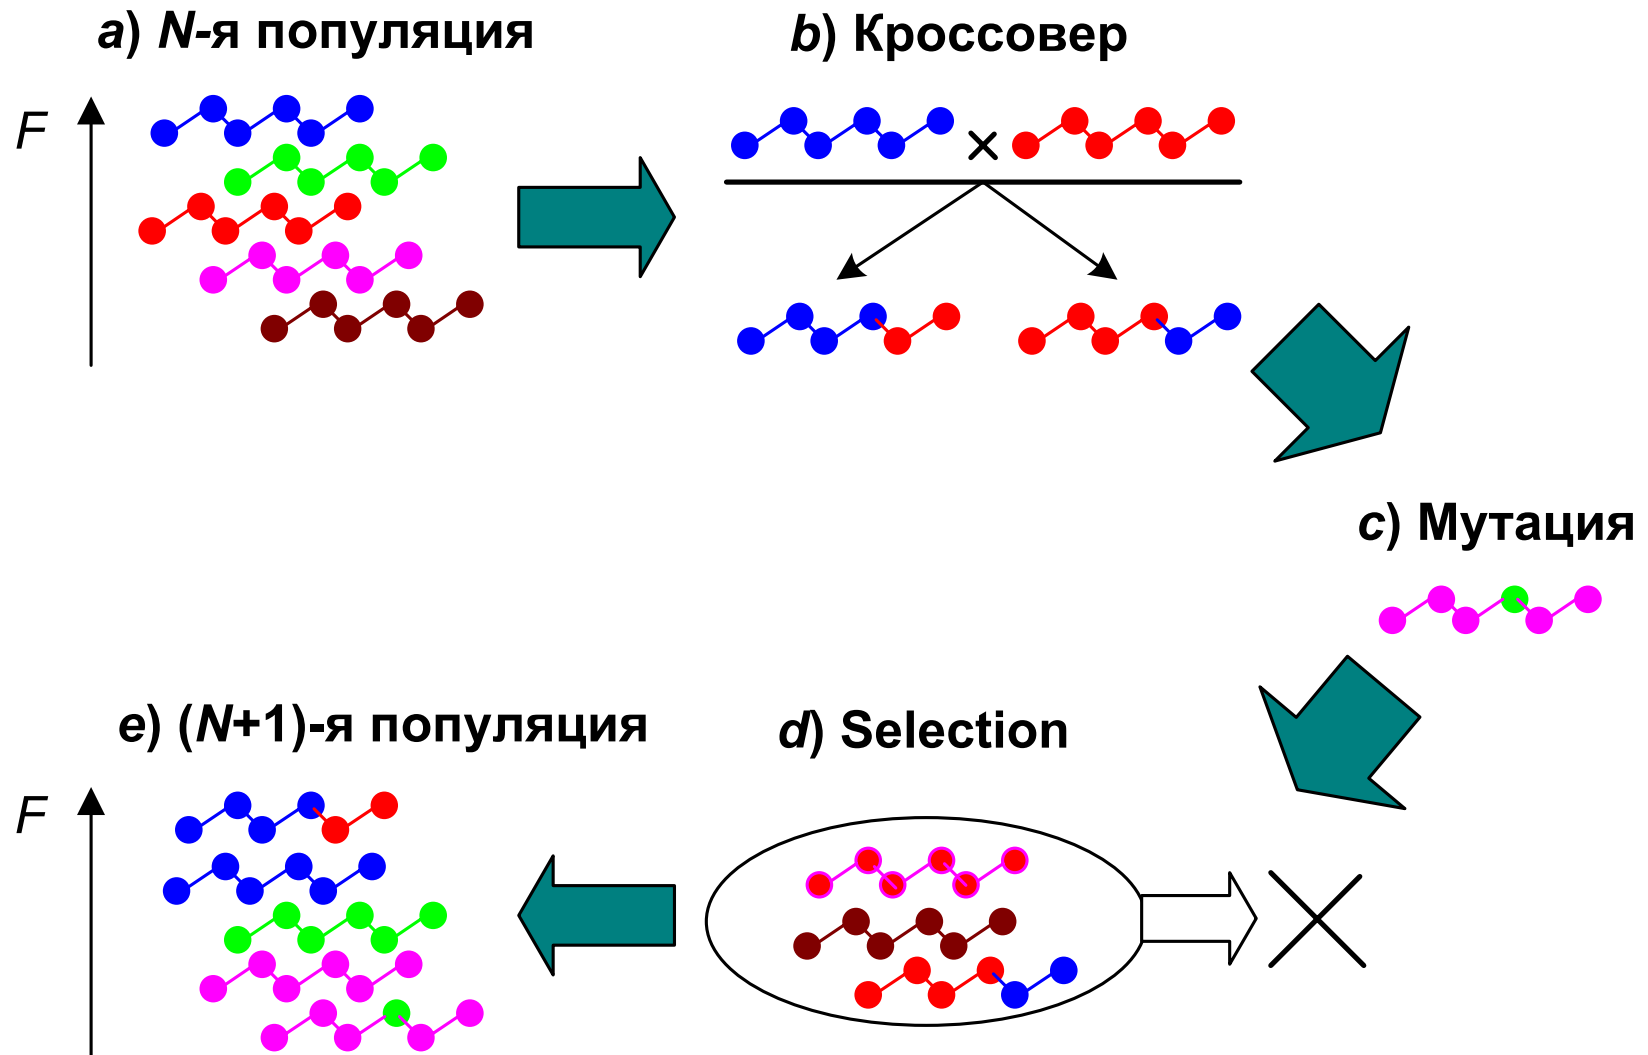 a) N-я популяция
b) Кроссовер
F
c) Мутация
e) (N+1)-я популяция
d) Selection
F